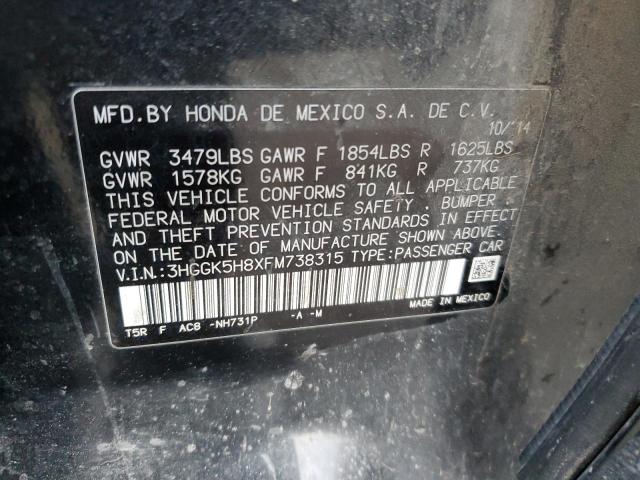 MFD.BY HONDA DE MEXICO S.A. DE C.V.
10/'14
GVWR 3479LBS GAWR F 1854LBS R 1625LBS
GVWR 1578KG GAWR F 841KG R 737KG
THIS VEHICLE CONFORMS TO ALL APPLICABLE
FEDERAL MOTOR VEHICLE SAFETY, BUMPER,
AND THEFT PREVENTION STANDARDS IN EFFECT
ON THE DATE OF MANUFACTURE SHOWN ABOVE.
V.I.N.:3HGGK5H8XFM738315 TYPE:PASSENGER CAR
T5R F AC8 -NH731P -A -M
MADE IN MEXICO